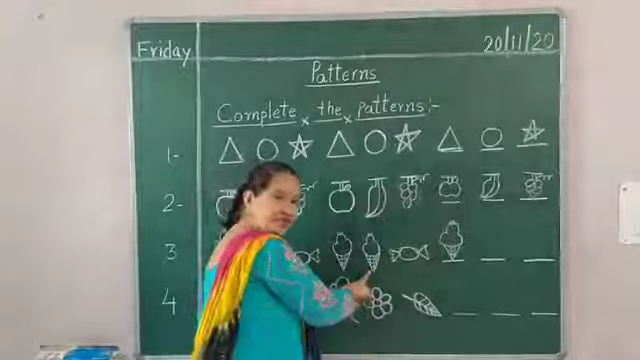 Friday 20/11/20
Patterns
Complete the patterns:-
1-
2-
3
4